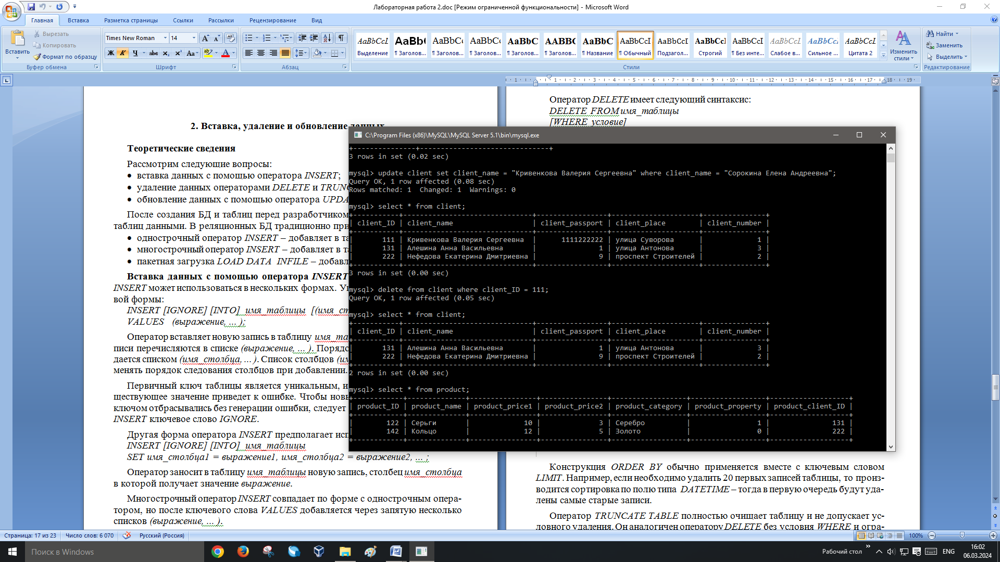 Лабораторная работа 2.doc [Режим ограниченной функциональности] - Microsoft Word
Главная
Вставка
Разметка страницы
Ссылки
Рассылки
Рецензирование
Вид
Вставить
Вырезать
Копировать
Формат по образцу
Буфер обмена
Times New Roman
14
Ж К Ч abc x₂ x² Aa
Шрифт
Абзац
AaBbCcI AaBbC AaBbC AaBbC AaBbC AABBC AaBbC AaBbCcI AaBbCcI AaBbCcI AaBbCcI AaBbCcI AaBbCcI AaBbCcI
Выделение
¶ Заголов...
¶ Заголов...
¶ Заголов...
¶ Заголов...
¶ Заголов...
¶ Название
¶ Обычный
Подзагол...
Строгий
¶ Без инте...
Слабое в...
Сильное ...
Цитата 2
Стили
Изменить стили
Найти
Заменить
Выделить
Редактирование
1 1 2 3 4 5 6 7 8 9 10 11 12 13 14 15 16 17 18 19
2. Вставка, удаление и обновление данных
Теоретические сведения
Рассмотрим следующие вопросы:
• вставка данных с помощью оператора INSERT;
• удаление данных операторами DELETE и TRUNC
• обновление данных с помощью оператора UPDA
После создания БД и таблиц перед разработчиком
таблиц данными. В реляционных БД традиционно при
• однострочный оператор INSERT – добавляет в та
• многострочный оператор INSERT – добавляет в та
• пакетная загрузка LOAD DATA INFILE – добавл
Вставка данных с помощью оператора INSERT
INSERT может использоваться в нескольких формах. Уп
вой формы:
INSERT [IGNORE] [INTO] имя_таблицы [(имя_ст
VALUES (выражение, ... );
Оператор вставляет новую запись в таблицу имя_та
писи перечисляются в списке (выражение, ... ). Порядо
дается списком (имя_столбца, ... ). Список столбцов (им
менять порядок следования столбцов при добавлении.
Первичный ключ таблицы является уникальным, и
ществующее значение приведет к ошибке. Чтобы новы
ключом отбрасывались без генерации ошибки, следует
INSERT ключевое слово IGNORE.
Другая форма оператора INSERT предполагает исп
INSERT [IGNORE] [INTO] имя_таблицы
SET имя_столбца1 = выражение1, имя_столбца2 = выражение2, ... ;
Оператор заносит в таблицу имя_таблицы новую запись, столбец имя_столбца
в которой получает значение выражение.
Многострочный оператор INSERT совпадает по форме с однострочным опера-
тором, но после ключевого слова VALUES добавляется через запятую несколько
списков (выражение, ... ).
Оператор DELETE имеет следующий синтаксис:
DELETE FROM имя_таблицы
[WHERE условие]
C:\Program Files (x86)\MySQL\MySQL Server 5.1\bin\mysql.exe
+---------------+-------------------------------+
3 rows in set (0.02 sec)
mysql> update client set client_name = "Кривенкова Валерия Сергеевна" where client_name = "Сорокина Елена Андреевна";
Query OK, 1 row affected (0.08 sec)
Rows matched: 1  Changed: 1  Warnings: 0
mysql> select * from client;
+-----------+-------------------------------+-----------------+---------------------+---------------+
| client_ID | client_name                   | client_passport | client_place        | client_number |
+-----------+-------------------------------+-----------------+---------------------+---------------+
|       111 | Кривенкова Валерия Сергеевна  |      1111222222 | улица Суворова      |             1 |
|       131 | Алешина Анна Васильевна       |               1 | улица Антонова      |             3 |
|       222 | Нефедова Екатерина Дмитриевна |               9 | проспект Строителей |             2 |
+-----------+-------------------------------+-----------------+---------------------+---------------+
3 rows in set (0.00 sec)
mysql> delete from client where client_ID = 111;
Query OK, 1 row affected (0.05 sec)
mysql> select * from client;
+-----------+-------------------------------+-----------------+---------------------+---------------+
| client_ID | client_name                   | client_passport | client_place        | client_number |
+-----------+-------------------------------+-----------------+---------------------+---------------+
|       131 | Алешина Анна Васильевна       |               1 | улица Антонова      |             3 |
|       222 | Нефедова Екатерина Дмитриевна |               9 | проспект Строителей |             2 |
+-----------+-------------------------------+-----------------+---------------------+---------------+
2 rows in set (0.00 sec)
mysql> select * from product;
+------------+--------------+----------------+----------------+------------------+------------------+-------------------+
| product_ID | product_name | product_price1 | product_price2 | product_category | product_property | product_client_ID |
+------------+--------------+----------------+----------------+------------------+------------------+-------------------+
|        122 | Серьги       |             10 |              3 | Серебро          |                1 |               131 |
|        142 | Кольцо       |             12 |              5 | Золото           |                0 |               222 |
+------------+--------------+----------------+----------------+------------------+------------------+-------------------+
Конструкция ORDER BY обычно применяется вместе с ключевым словом
LIMIT. Например, если необходимо удалить 20 первых записей таблицы, то произ-
водится сортировка по полю типа DATETIME – тогда в первую очередь будут уда-
лены самые старые записи.
Оператор TRUNCATE TABLE полностью очищает таблицу и не допускает ус-
ловного удаления. Он аналогичен оператору DELETE без условия WHERE и огра-
Страница: 17 из 23
Число слов: 6 070
Русский (Россия)
100%
Поиск в Windows
Рабочий стол
ENG
16:02
06.03.2024